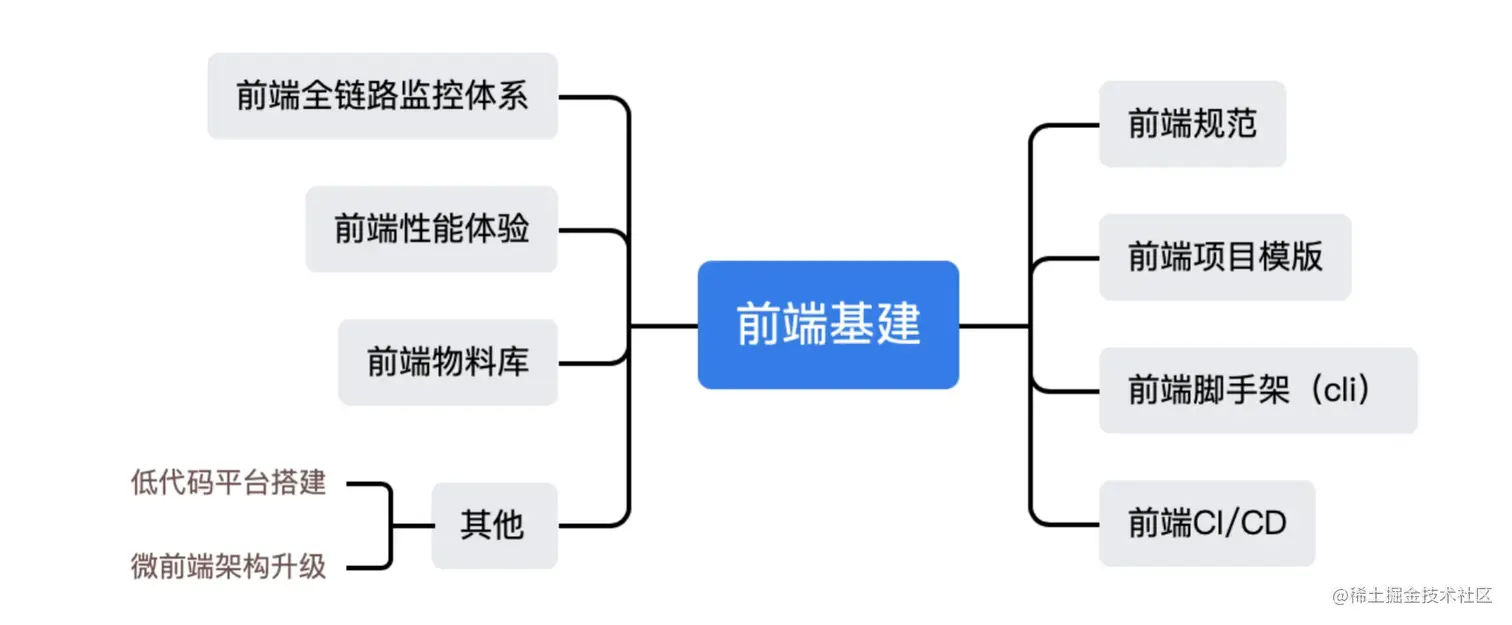 前端基建
前端规范
前端项目模版
前端脚手架（cli）
前端CI/CD
前端全链路监控体系
前端性能体验
前端物料库
其他
低代码平台搭建
微前端架构升级
@稀土掘金技术社区